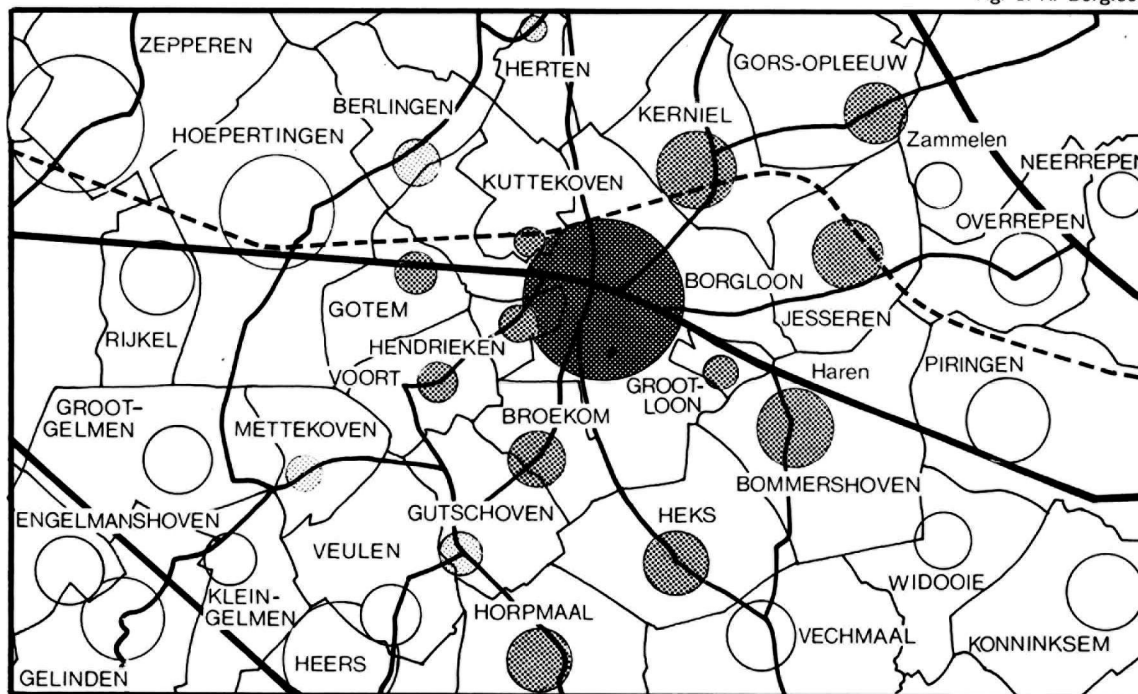 ZEPPEREN
HERTEN
GORS-OPLEEUW
BERLINGEN
KERNIEL
HOEPERTINGEN
Zammelen
NEERREPEN
KUTTEKOVEN
OVERREPEN
BORGLOON
GOTEM
RIJKEL
JESSEREN
HENDRIEKEN
PIRINGEN
VOORT
Haren
GROOT-
LOON
GROOT-
GELMEN
BROEKOM
METTEKOVEN
BOMMERSHOVEN
ENGELMANSHOVEN
GUTSCHOVEN
HEKS
VEULEN
WIDOOIE
KLEIN-
GELMEN
HORPMAAL
VECHMAAL
KONNINKSEM
HEERS
GELINDEN